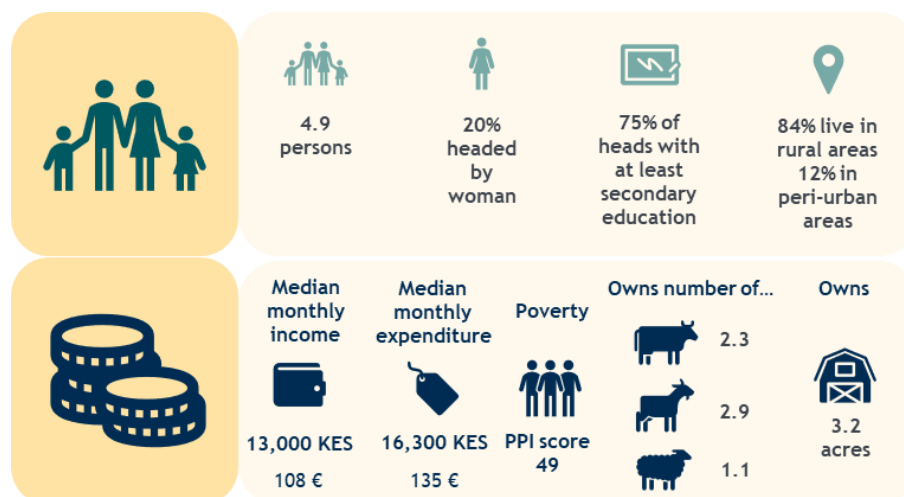 4.9
persons
20%
headed
by
woman
75% of
heads with
at least
secondary
education
84% live in
rural areas
12% in
peri-urban
areas
Median
monthly
income
13,000 KES
108 €
Median
monthly
expenditure
16,300 KES
135 €
Poverty
PPI score
49
Owns number of...
2.3
2.9
1.1
Owns
3.2
acres